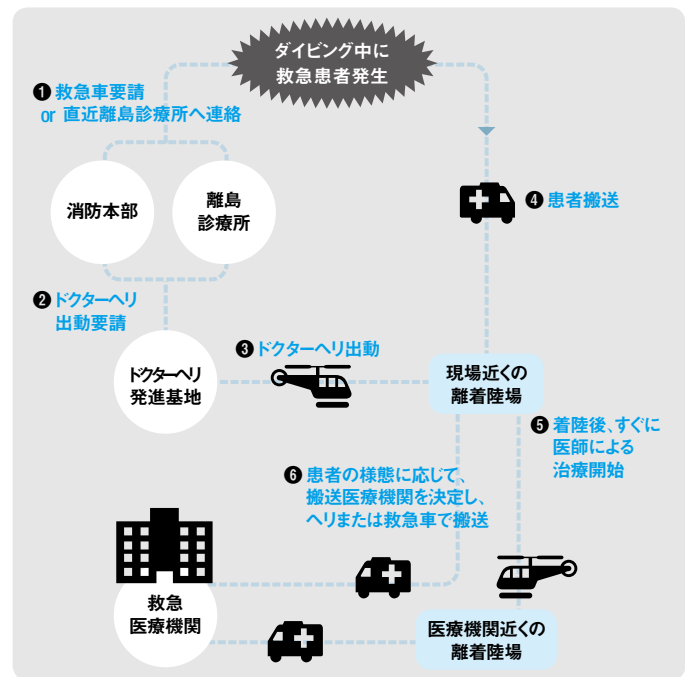 ダイビング中に
救急患者発生
❶ 救急車要請
or 直近離島診療所へ連絡
消防本部
離島
診療所
❹ 患者搬送
❷ ドクターヘリ
出動要請
❸ ドクターヘリ出動
ドクターヘリ
発進基地
現場近くの
離着陸場
❺ 着陸後、すぐに
医師による
治療開始
❻ 患者の様態に応じて、
搬送医療機関を決定し、
ヘリまたは救急車で搬送
救急
医療機関
医療機関近くの
離着陸場